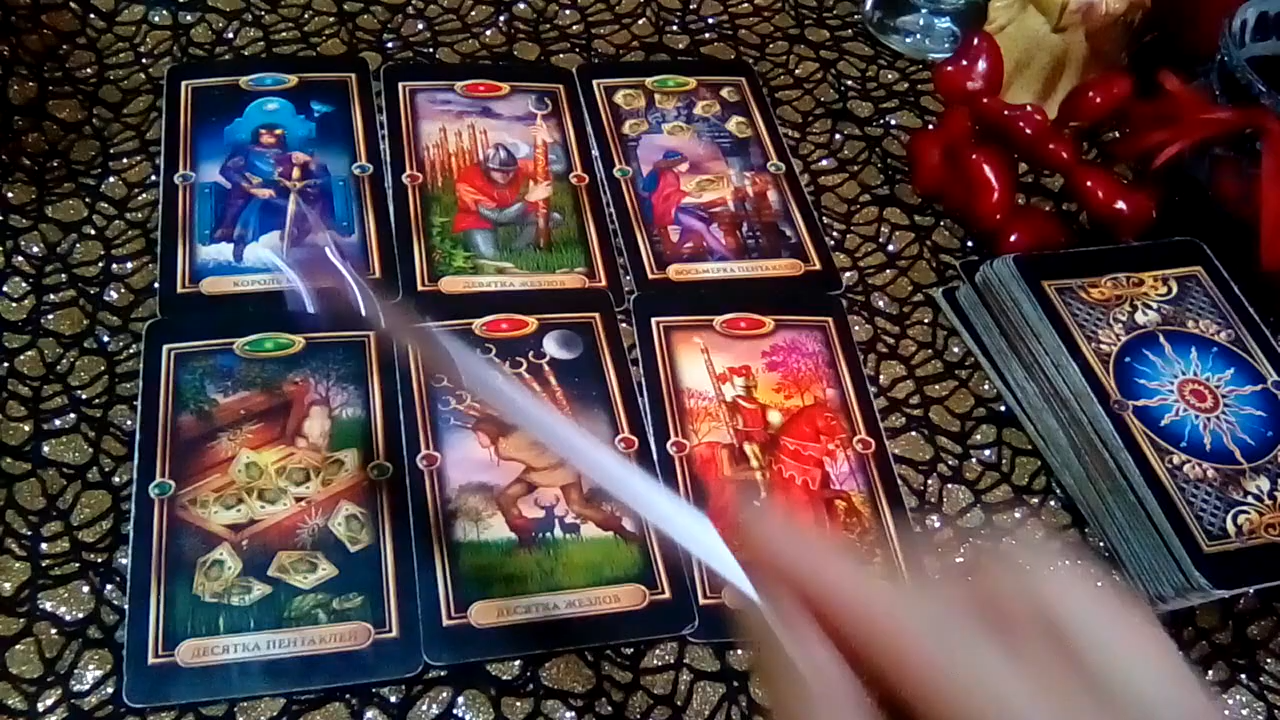 КОРОЛЬ
ДЕВЯТКА ЖЕЗЛОВ
ВОСЬМЕРКА ПЕНТАКЛЕЙ
ДЕСЯТКА ПЕНТАКЛЕЙ
ДЕСЯТКА ЖЕЗЛОВ